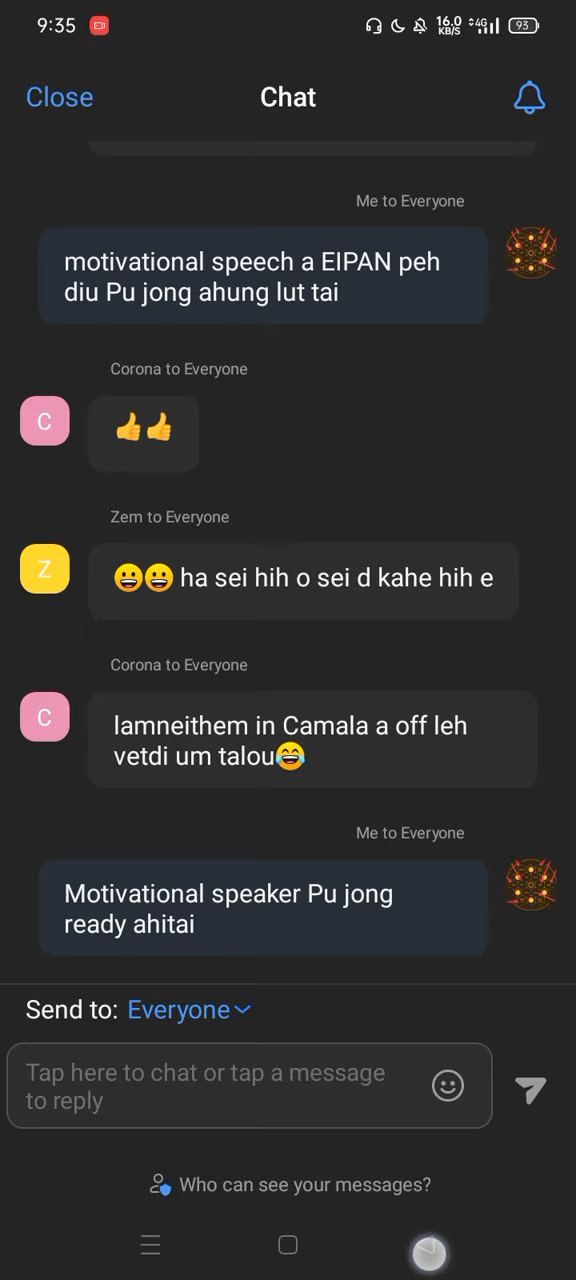 9:35
16.0
KB/S
4G
93
Close
Chat
Me to Everyone
motivational speech a EIPAN peh
diu Pu jong ahung lut tai
Corona to Everyone
C
👍👍
Zem to Everyone
Z
😀😀 ha sei hih o sei d kahe hih e
Corona to Everyone
C
lamneithem in Camala a off leh
vetdi um talou😂
Me to Everyone
Motivational speaker Pu jong
ready ahitai
Send to: Everyone
Tap here to chat or tap a message
to reply
Who can see your messages?